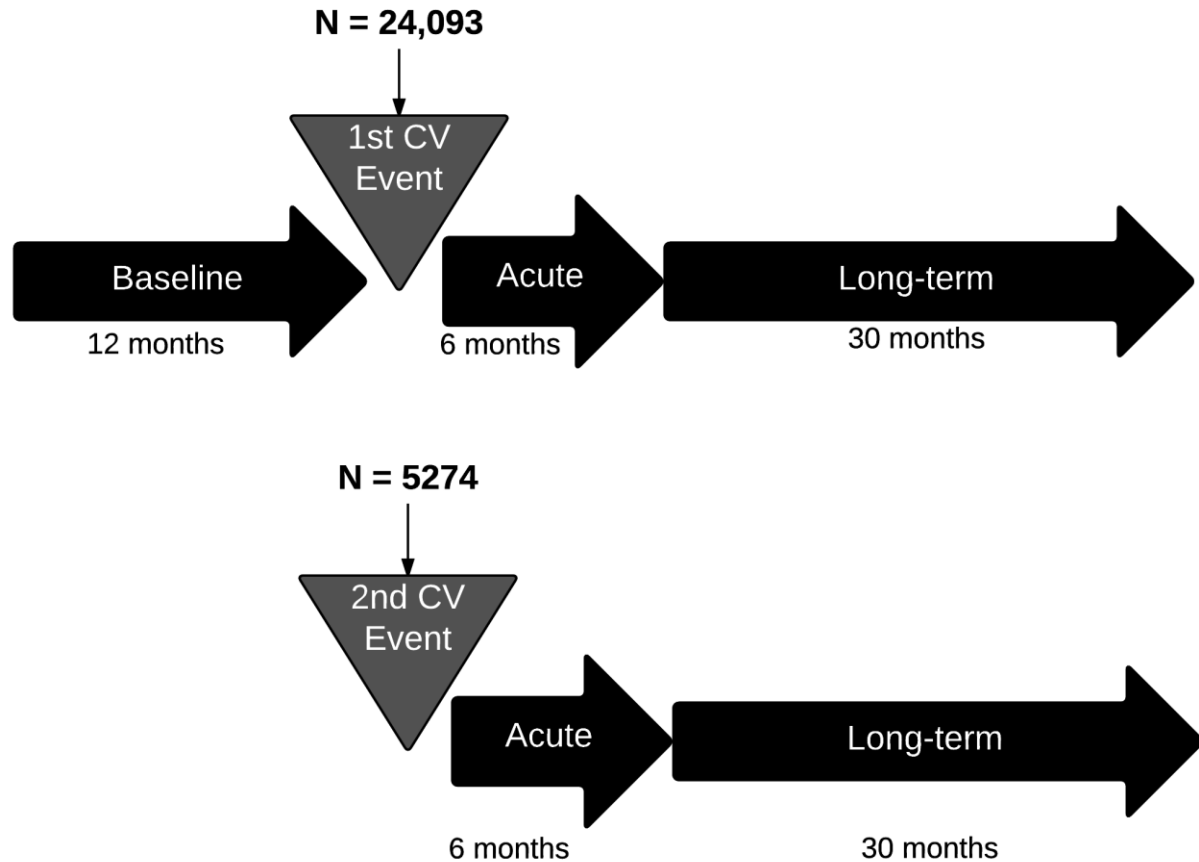 N = 24,093
1st CV
Event
Baseline
Acute
Long-term
12 months
6 months
30 months
N = 5274
2nd CV
Event
Acute
Long-term
6 months
30 months